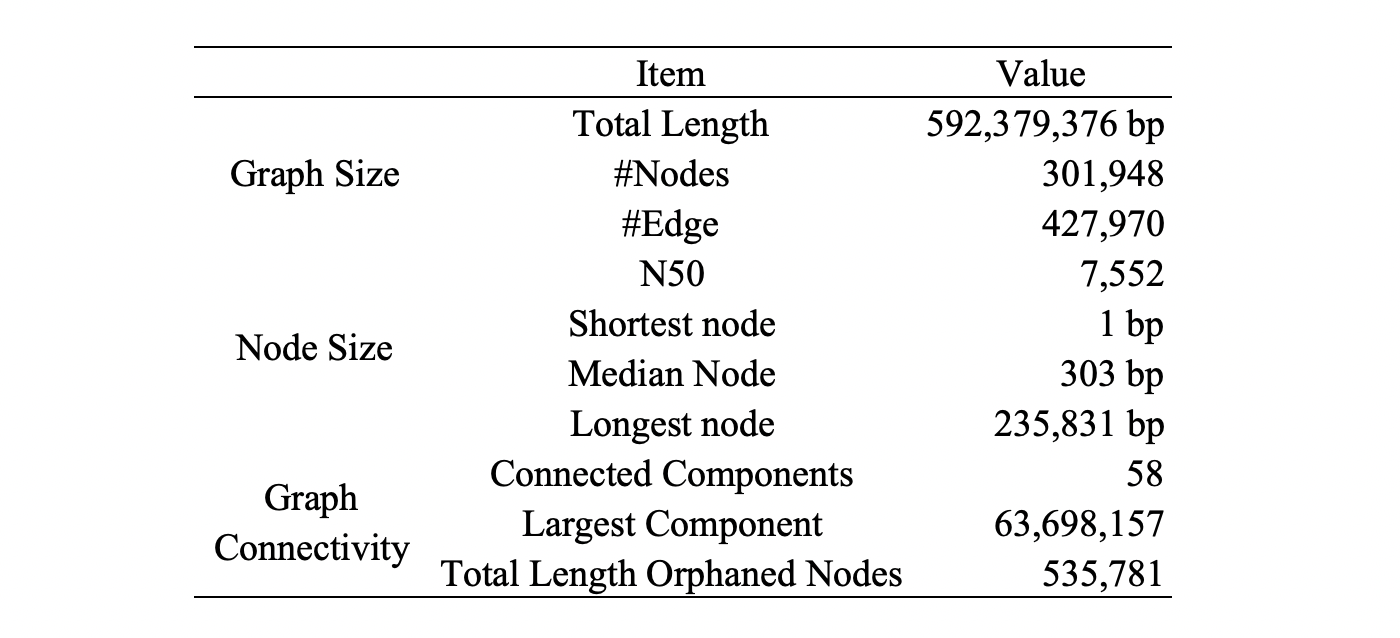 Item Value
Total Length 592,379,376 bp
Graph Size #Nodes 301,948
#Edge 427,970
N50 7,552
Shortest node 1 bp
Node Size
Median Node 303 bp
Longest node 235,831 bp
Connected Components 58
Graph
Largest Component 63,698,157
Connectivity
Total Length Orphaned Nodes 535,781